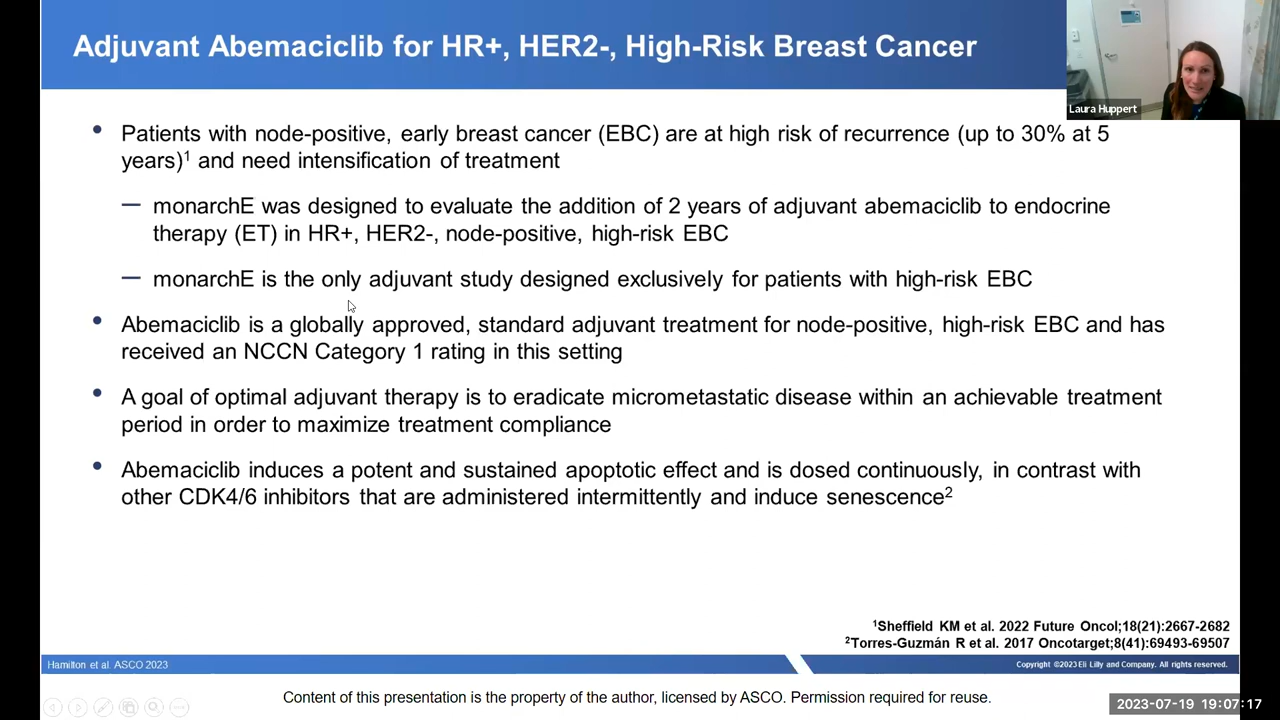 Adjuvant Abemaciclib for HR+, HER2-, High-Risk Breast Cancer
Laura Huppert
• Patients with node-positive, early breast cancer (EBC) are at high risk of recurrence (up to 30% at 5
years)¹ and need intensification of treatment
— monarchE was designed to evaluate the addition of 2 years of adjuvant abemaciclib to endocrine
therapy (ET) in HR+, HER2-, node-positive, high-risk EBC
— monarchE is the only adjuvant study designed exclusively for patients with high-risk EBC
• Abemaciclib is a globally approved, standard adjuvant treatment for node-positive, high-risk EBC and has
received an NCCN Category 1 rating in this setting
• A goal of optimal adjuvant therapy is to eradicate micrometastatic disease within an achievable treatment
period in order to maximize treatment compliance
• Abemaciclib induces a potent and sustained apoptotic effect and is dosed continuously, in contrast with
other CDK4/6 inhibitors that are administered intermittently and induce senescence²
¹Sheffield KM et al. 2022 Future Oncol;18(21):2667-2682
²Torres-Guzmán R et al. 2017 Oncotarget;8(41):69493-69507
Hamilton et al. ASCO 2023
Copyright ©2023 Eli Lilly and Company. All rights reserved.
Content of this presentation is the property of the author, licensed by ASCO. Permission required for reuse.
2023-07-19 19:07:17